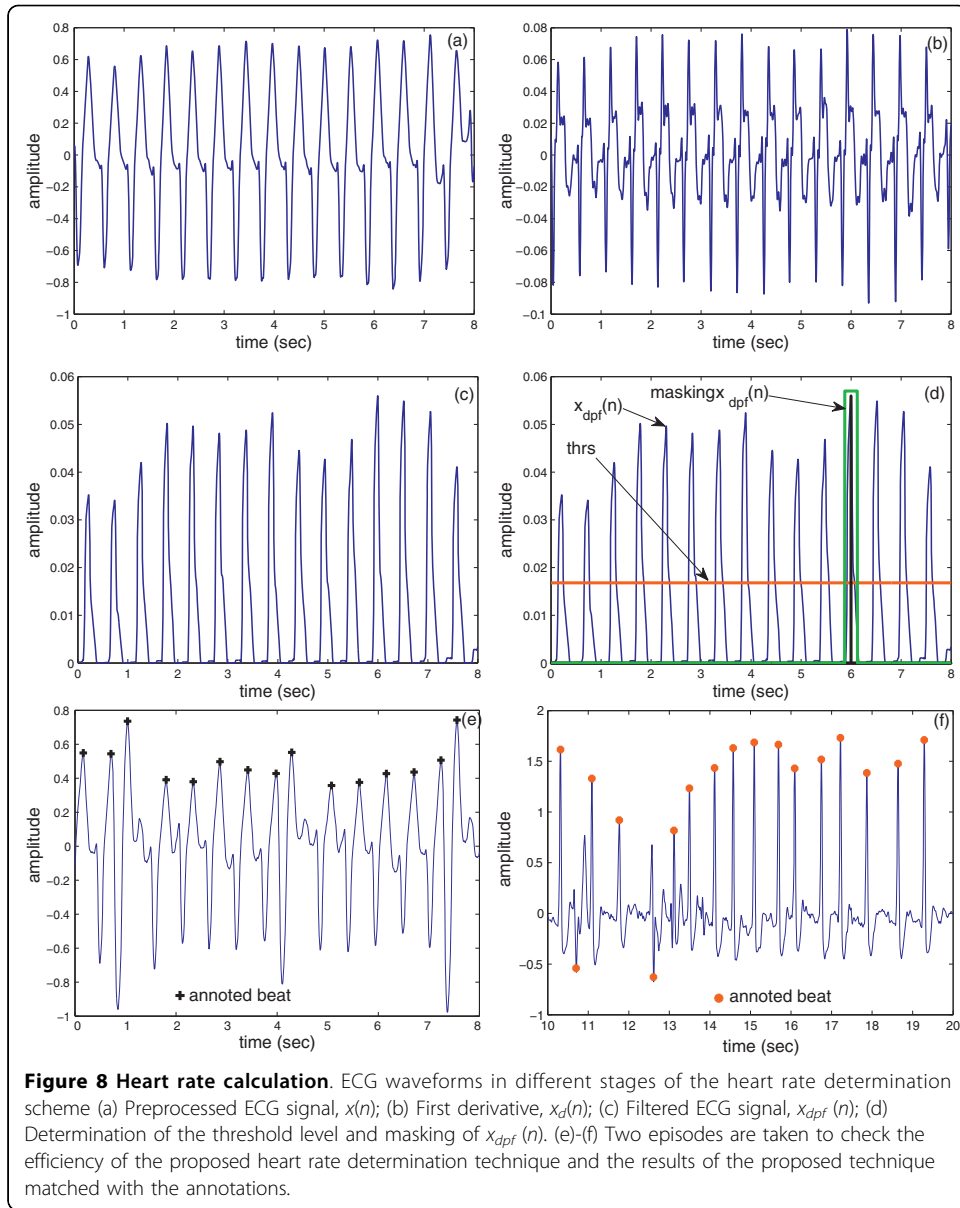 (a)
0.8
0.6
0.4
0.2
0
−0.2
−0.4
−0.6
−0.8
−1
amplitude
0 1 2 3 4 5 6 7 8
time (sec)
(b)
0.08
0.06
0.04
0.02
0
−0.02
−0.04
−0.06
−0.08
−0.1
amplitude
0 1 2 3 4 5 6 7 8
time (sec)
(c)
0.06
0.05
0.04
0.03
0.02
0.01
0
amplitude
0 1 2 3 4 5 6 7 8
time (sec)
(d)
0.06
0.05
0.04
0.03
0.02
0.01
0
amplitude
maskingx dpf(n)
xdpf(n)
thrs
0 1 2 3 4 5 6 7 8
time (sec)
(e)
0.8
0.6
0.4
0.2
0
−0.2
−0.4
−0.6
−0.8
−1
amplitude
annoted beat
0 1 2 3 4 5 6 7 8
time (sec)
(f)
2
1.5
1
0.5
0
−0.5
−1
amplitude
annoted beat
10 11 12 13 14 15 16 17 18 19 20
time (sec)
Figure 8 Heart rate calculation. ECG waveforms in different stages of the heart rate determination
scheme (a) Preprocessed ECG signal, x(n); (b) First derivative, xd(n); (c) Filtered ECG signal, xdpf (n); (d)
Determination of the threshold level and masking of xdpf (n). (e)-(f) Two episodes are taken to check the
efficiency of the proposed heart rate determination technique and the results of the proposed technique
matched with the annotations.